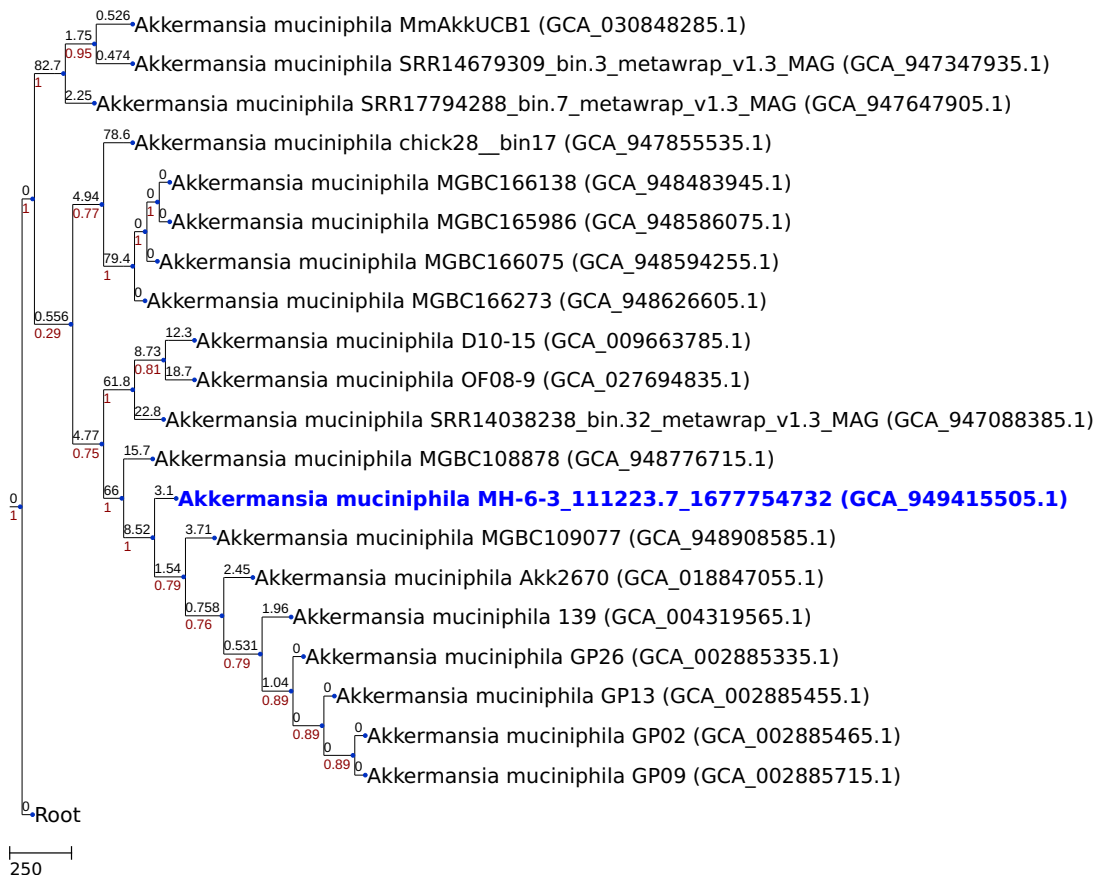 0.526
Akkermansia muciniphila MmAkkUCB1 (GCA_030848285.1)
1.75
0.95
0.474
Akkermansia muciniphila SRR14679309_bin.3_metawrap_v1.3_MAG (GCA_947347935.1)
82.7
1
2.25
Akkermansia muciniphila SRR17794288_bin.7_metawrap_v1.3_MAG (GCA_947647905.1)
78.6
Akkermansia muciniphila chick28__bin17 (GCA_947855535.1)
0
Akkermansia muciniphila MGBC166138 (GCA_948483945.1)
0
1
4.94
0.77
0
1
0
Akkermansia muciniphila MGBC165986 (GCA_948586075.1)
0
1
0
Akkermansia muciniphila MGBC166075 (GCA_948594255.1)
79.4
1
0
Akkermansia muciniphila MGBC166273 (GCA_948626605.1)
0.556
0.29
12.3
Akkermansia muciniphila D10-15 (GCA_009663785.1)
8.73
0.81
18.7
Akkermansia muciniphila OF08-9 (GCA_027694835.1)
61.8
1
22.8
Akkermansia muciniphila SRR14038238_bin.32_metawrap_v1.3_MAG (GCA_947088385.1)
4.77
0.75
15.7
Akkermansia muciniphila MGBC108878 (GCA_948776715.1)
66
1
3.1
Akkermansia muciniphila MH-6-3_111223.7_1677754732 (GCA_949415505.1)
0
1
8.52
1
3.71
Akkermansia muciniphila MGBC109077 (GCA_948908585.1)
1.54
0.79
2.45
Akkermansia muciniphila Akk2670 (GCA_018847055.1)
0.758
0.76
1.96
Akkermansia muciniphila 139 (GCA_004319565.1)
0.531
0.79
0
Akkermansia muciniphila GP26 (GCA_002885335.1)
1.04
0.89
0
Akkermansia muciniphila GP13 (GCA_002885455.1)
0
0.89
0
Akkermansia muciniphila GP02 (GCA_002885465.1)
0
0.89
0
Akkermansia muciniphila GP09 (GCA_002885715.1)
0
Root
250